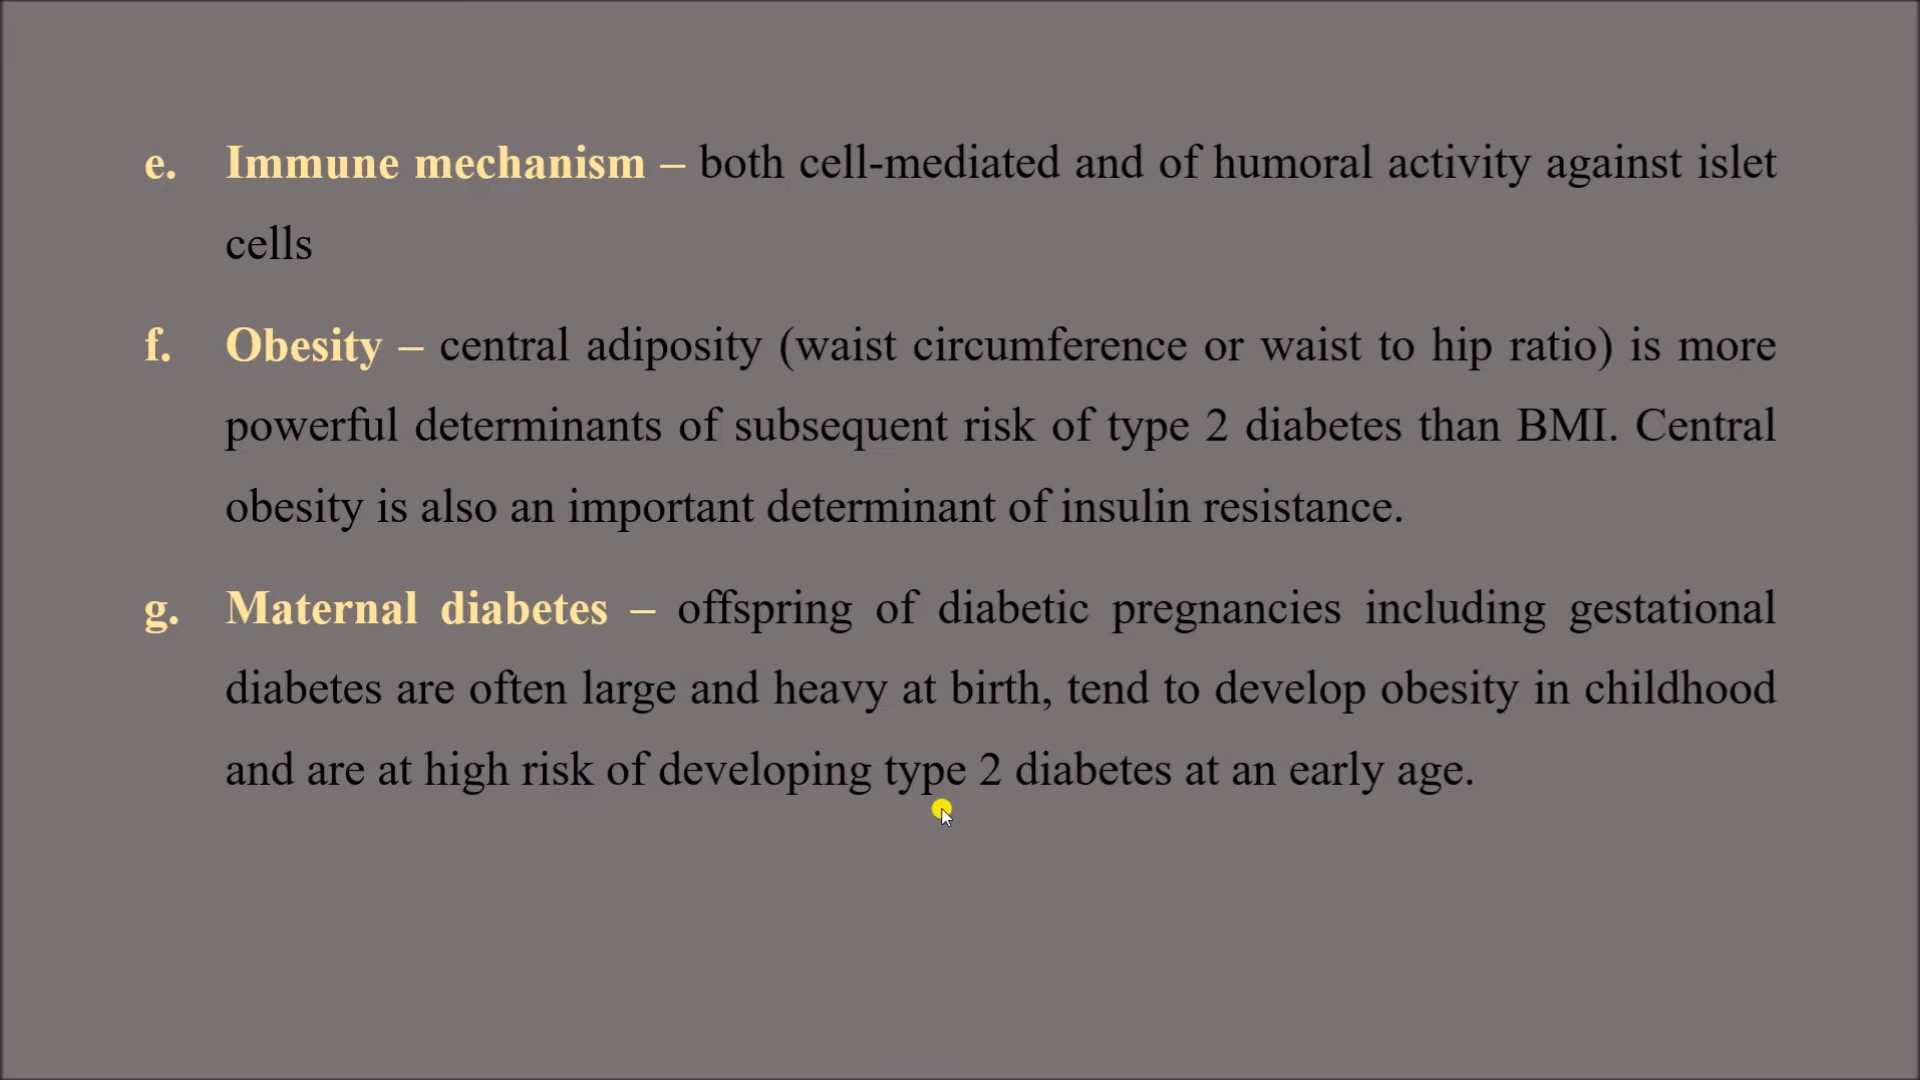 e. Immune mechanism – both cell-mediated and of humoral activity against islet
cells
f. Obesity – central adiposity (waist circumference or waist to hip ratio) is more
powerful determinants of subsequent risk of type 2 diabetes than BMI. Central
obesity is also an important determinant of insulin resistance.
g. Maternal diabetes – offspring of diabetic pregnancies including gestational
diabetes are often large and heavy at birth, tend to develop obesity in childhood
and are at high risk of developing type 2 diabetes at an early age.